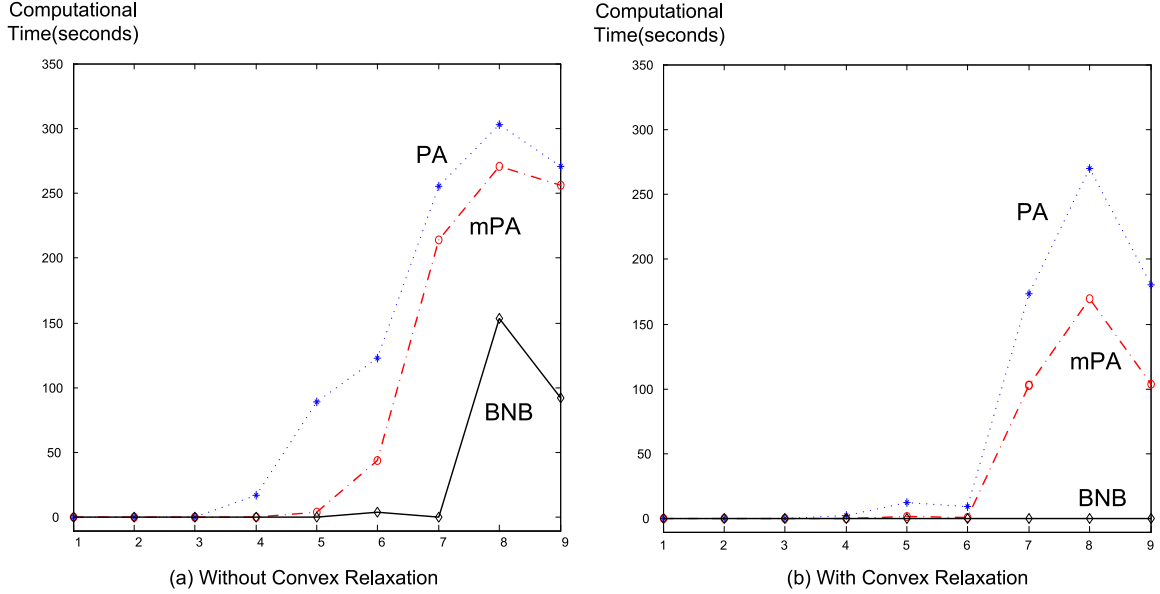 Computational
Time(seconds)
350
300
250
200
150
100
50
0
PA
mPA
BNB
1 2 3 4 5 6 7 8 9
(a) Without Convex Relaxation
Computational
Time(seconds)
350
300
250
200
150
100
50
0
PA
mPA
BNB
1 2 3 4 5 6 7 8 9
(b) With Convex Relaxation